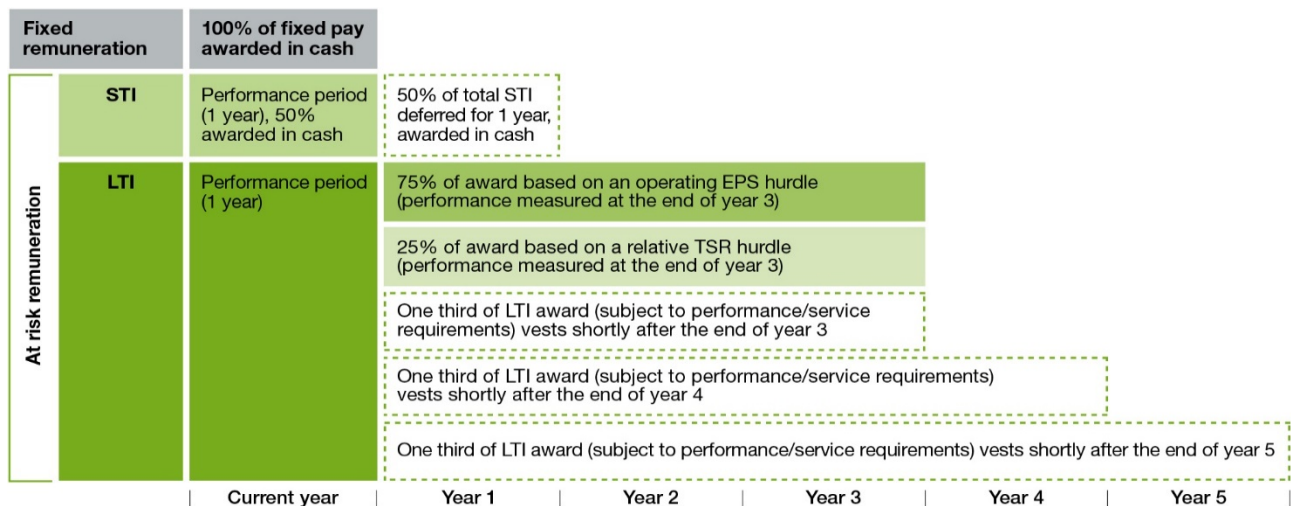 Fixed
remuneration
100% of fixed pay
awarded in cash
At risk remuneration
STI
Performance period
(1 year), 50%
awarded in cash
50% of total STI
deferred for 1 year,
awarded in cash
LTI
Performance period
(1 year)
75% of award based on an operating EPS hurdle
(performance measured at the end of year 3)
25% of award based on a relative TSR hurdle
(performance measured at the end of year 3)
One third of LTI award (subject to performance/service
requirements) vests shortly after the end of year 3
One third of LTI award (subject to performance/service requirements)
vests shortly after the end of year 4
One third of LTI award (subject to performance/service requirements) vests shortly after the end of year 5
Current year
Year 1
Year 2
Year 3
Year 4
Year 5